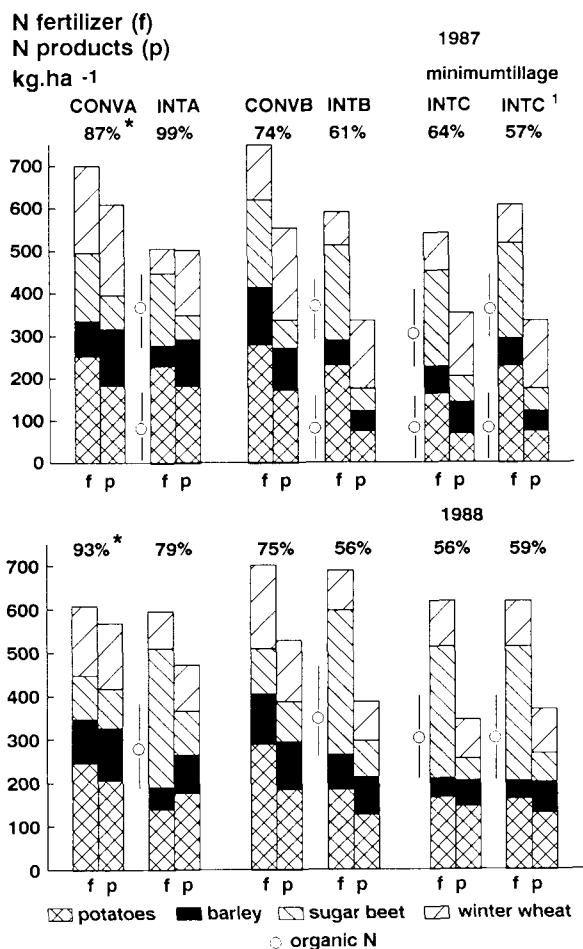 N fertilizer (f)
N products (p)
kg.ha -1
1987
minimumtillage
CONVA INTA CONVB INTB INTC INTC 1
87% * 99% 74% 61% 64% 57%
700
600
500
400
300
200
100
0
f p f p f p f p f p f p
1988
93% * 79% 75% 56% 56% 59%
700
600
500
400
300
200
100
0
f p f p f p f p f p f p
potatoes barley sugar beet winter wheat
organic N